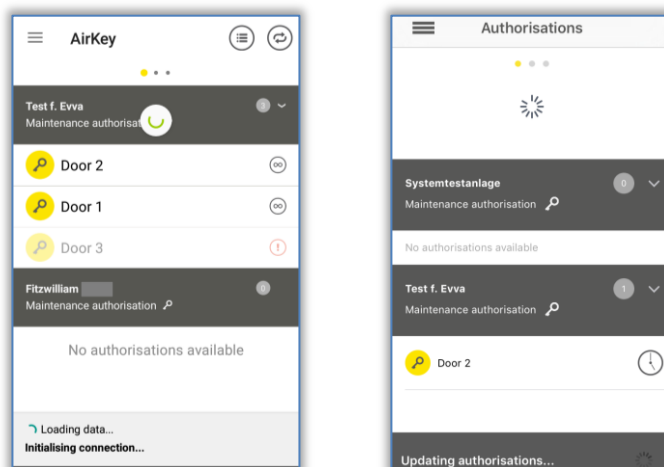 AirKey
Test f. Evva
3
Maintenance authorisat
Door 2
Door 1
Door 3
Fitzwilliam
0
Maintenance authorisation
No authorisations available
Loading data...
Initialising connection...
Authorisations
Systemtestanlage
0
Maintenance authorisation
No authorisations available
Test f. Evva
1
Maintenance authorisation
Door 2
Updating authorisations...